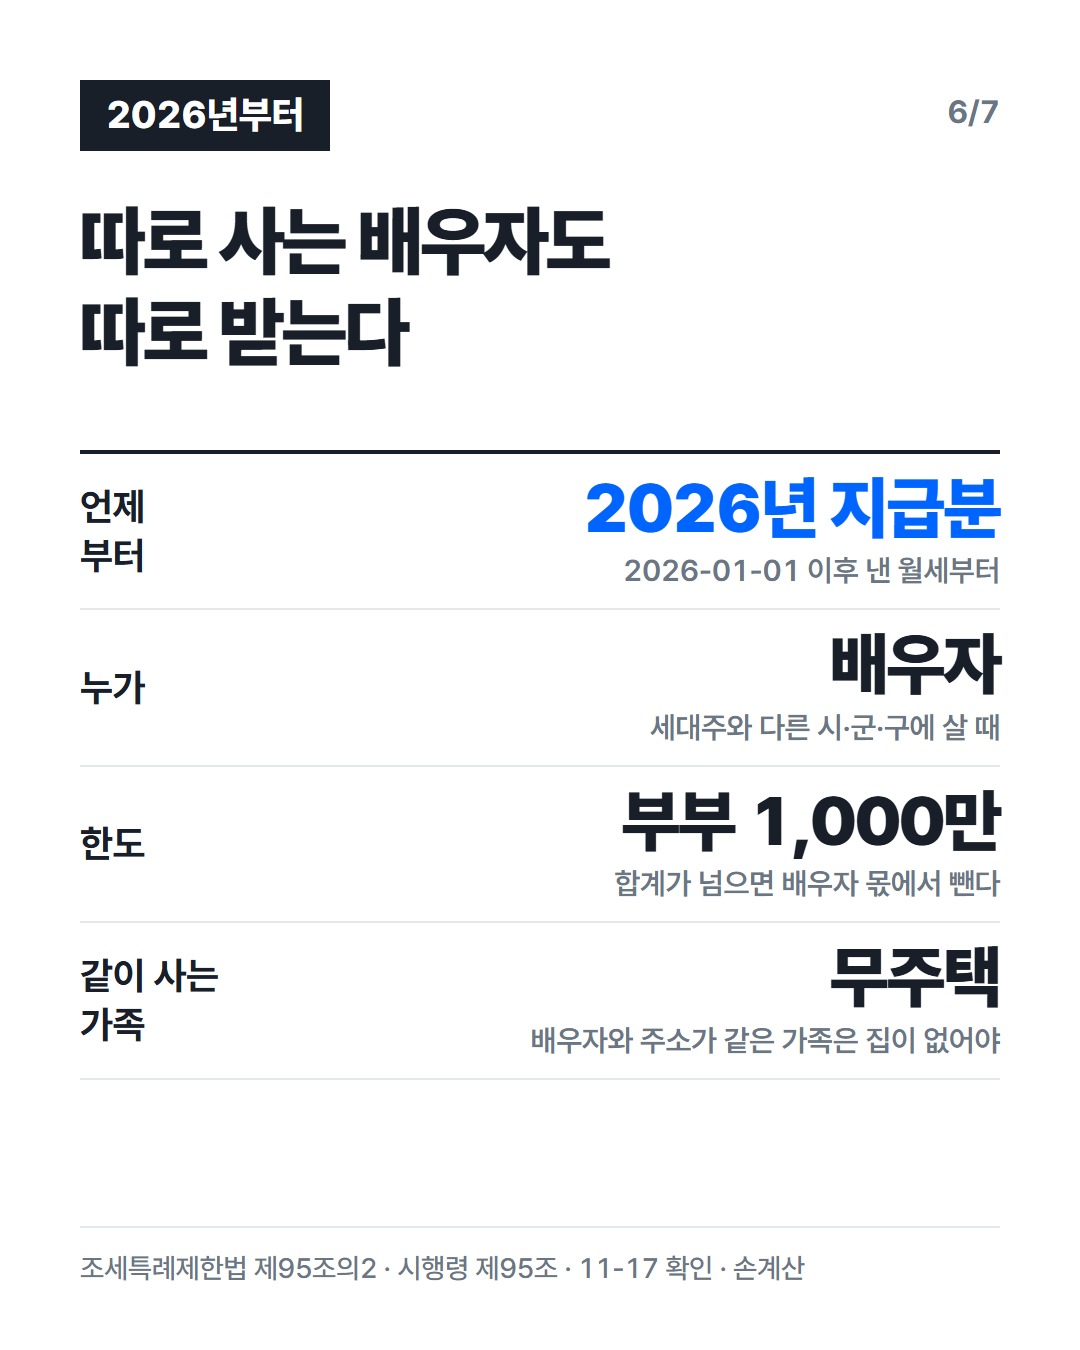 2026년부터
6/7
따로 사는 배우자도
따로 받는다
언제
부터
2026년 지급분
2026-01-01 이후 낸 월세부터
누가
배우자
세대주와 다른 시·군·구에 살 때
한도
부부 1,000만
합계가 넘으면 배우자 몫에서 뺀다
같이 사는
가족
무주택
배우자와 주소가 같은 가족은 집이 없어야
조세특례제한법 제95조의2 · 시행령 제95조 · 11-17 확인 · 손계산